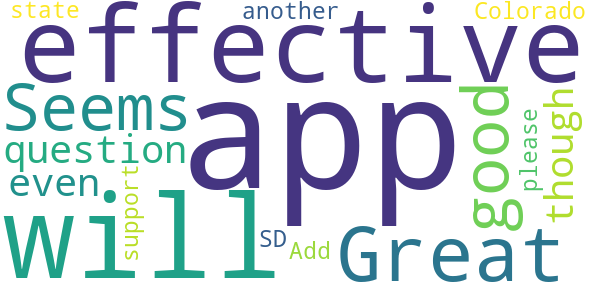 state
another
Colorado
effective
Seems
app
good
though
please
question
even
support
will
SD
Add
Great